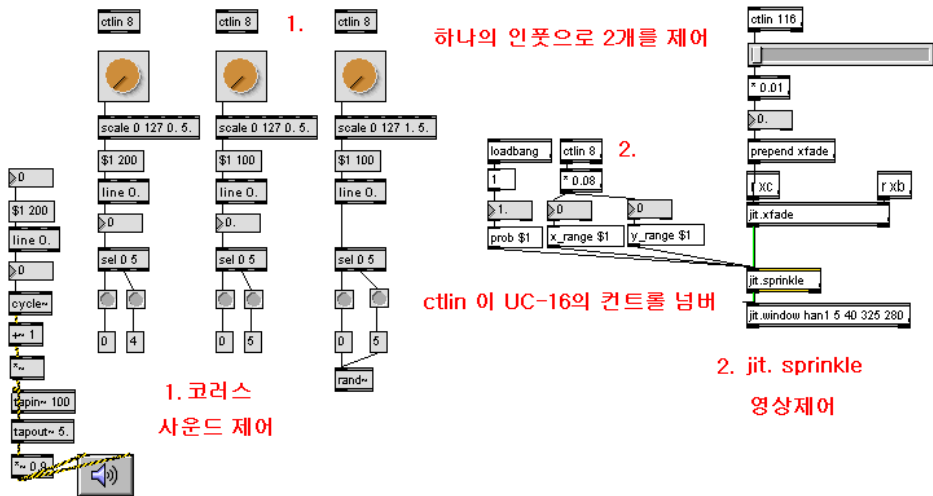 ctlin 8
ctlin 8
1.
ctlin 8
scale 0 127 0. 5.
scale 0 127 0. 5.
scale 0 127 1. 5.
$1 200
$1 100
$1 100
line 0.
line 0.
line 0.
0
0.
sel 0 5
sel 0 5
sel 0 5
0
4
0
5
0
5
rand~
0
$1 200
line 0.
0
cycle~
+~ 1
*~
tapin~ 100
tapout~ 5.
*~ 0.9
1. 코러스
사운드 제어
하나의 인풋으로 2개를 제어
loadbang
ctlin 8
2.
1
* 0.08
1.
0
0
prob $1
x_range $1
y_range $1
ctlin 이 UC-16의 컨트롤 넘버
ctlin 116
* 0.01
0.
prepend xfade
r xc
r xb
jit.xfade
jit.sprinkle
jit.window han1 5 40 325 280
2. jit. sprinkle
영상제어